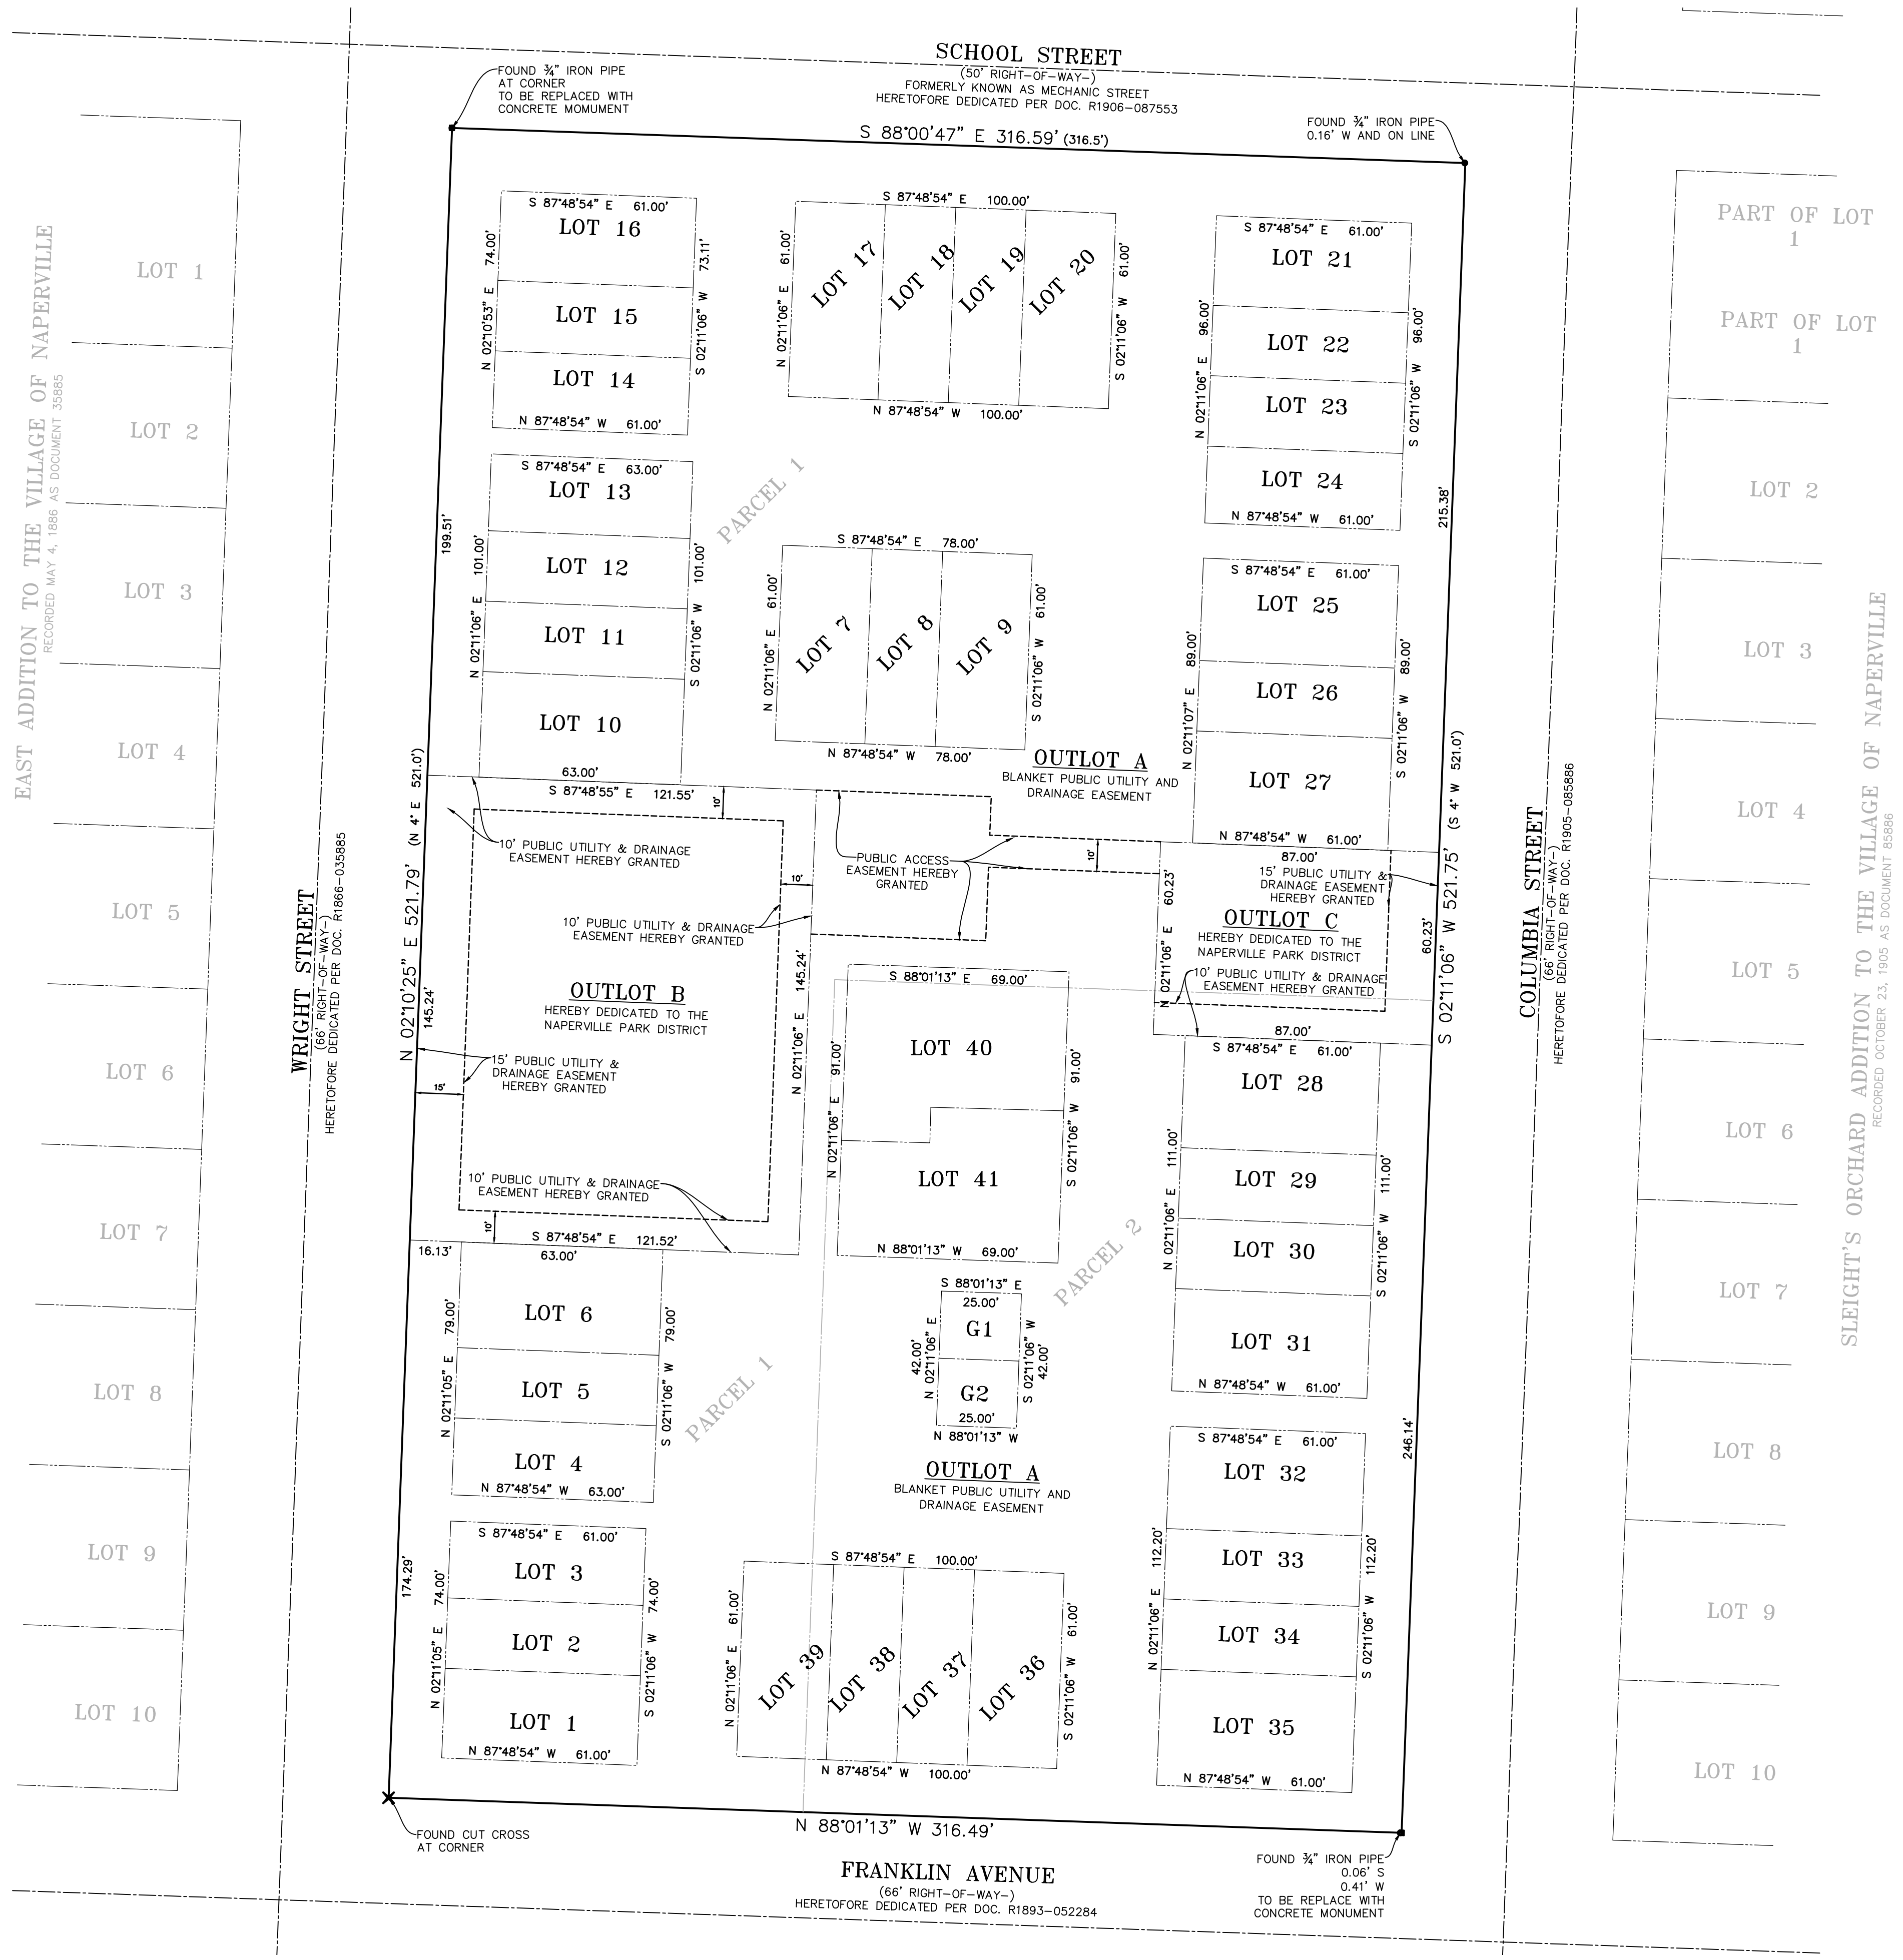 SCHOOL STREET
(50' RIGHT-OF-WAY-)
FORMERLY KNOWN AS MECHANIC STREET
HERETOFORE DEDICATED PER DOC. R1906-087553
FOUND ¾" IRON PIPE
AT CORNER
TO BE REPLACED WITH
CONCRETE MOMUMENT
FOUND ¾" IRON PIPE
0.16' W AND ON LINE
S 88°00'47" E 316.59' (316.5')
EAST ADDITION TO THE VILLAGE OF NAPERVILLE
RECORDED MAY 4, 1886 AS DOCUMENT 35885
LOT 1
LOT 2
LOT 3
LOT 4
LOT 5
LOT 6
LOT 7
LOT 8
LOT 9
LOT 10
WRIGHT STREET
(66' RIGHT-OF-WAY-)
HERETOFORE DEDICATED PER DOC. R1866-035885
N 02°10'25" E 521.79' (N 4° E 521.0')
199.51'
145.24'
174.29'
S 87°48'54" E 61.00'
LOT 16
74.00'
N 02°10'53" E
73.11'
S 02°11'06" W
LOT 15
LOT 14
N 87°48'54" W 61.00'
S 87°48'54" E 100.00'
N 02°11'06" E 61.00'
LOT 17
LOT 18
LOT 19
LOT 20
S 02°11'06" W 61.00'
N 87°48'54" W 100.00'
S 87°48'54" E 61.00'
LOT 21
LOT 22
LOT 23
LOT 24
N 02°11'06" E 96.00'
S 02°11'06" W 96.00'
N 87°48'54" W 61.00'
S 87°48'54" E 63.00'
LOT 13
LOT 12
LOT 11
LOT 10
N 02°11'06" E 101.00'
S 02°11'06" W 101.00'
63.00'
S 87°48'55" E 121.55'
PARCEL 1
S 87°48'54" E 78.00'
N 02°11'06" E 61.00'
LOT 7
LOT 8
LOT 9
S 02°11'06" W 61.00'
N 87°48'54" W 78.00'
OUTLOT A
BLANKET PUBLIC UTILITY AND
DRAINAGE EASEMENT
S 87°48'54" E 61.00'
LOT 25
LOT 26
LOT 27
N 02°11'07" E 89.00'
S 02°11'06" W 89.00'
N 87°48'54" W 61.00'
87.00'
10' PUBLIC UTILITY & DRAINAGE
EASEMENT HEREBY GRANTED
10'
10'
10'
PUBLIC ACCESS
EASEMENT HEREBY
GRANTED
10' PUBLIC UTILITY & DRAINAGE
EASEMENT HEREBY GRANTED
15' PUBLIC UTILITY &
DRAINAGE EASEMENT
HEREBY GRANTED
OUTLOT C
HEREBY DEDICATED TO THE
NAPERVILLE PARK DISTRICT
10' PUBLIC UTILITY & DRAINAGE
EASEMENT HEREBY GRANTED
N 02°11'06" E 60.23'
60.23'
87.00'
OUTLOT B
HEREBY DEDICATED TO THE
NAPERVILLE PARK DISTRICT
N 02°11'06" E 145.24'
15' PUBLIC UTILITY &
DRAINAGE EASEMENT
HEREBY GRANTED
15'
10' PUBLIC UTILITY & DRAINAGE
EASEMENT HEREBY GRANTED
10'
S 87°48'54" E 121.52'
16.13'
63.00'
S 88°01'13" E 69.00'
LOT 40
LOT 41
N 02°11'06" E 91.00'
S 02°11'06" W 91.00'
N 88°01'13" W 69.00'
S 87°48'54" E 61.00'
LOT 28
LOT 29
LOT 30
LOT 31
N 02°11'06" E 111.00'
S 02°11'06" W 111.00'
N 87°48'54" W 61.00'
PARCEL 2
LOT 6
LOT 5
LOT 4
N 02°11'05" E 79.00'
S 02°11'06" W 79.00'
N 87°48'54" W 63.00'
PARCEL 1
S 88°01'13" E
25.00'
G1
G2
N 02°11'06" E
42.00'
S 02°11'06" W
42.00'
25.00'
N 88°01'13" W
OUTLOT A
BLANKET PUBLIC UTILITY AND
DRAINAGE EASEMENT
S 87°48'54" E 61.00'
LOT 32
LOT 33
LOT 34
LOT 35
N 02°11'06" E 112.20'
S 02°11'06" W 112.20'
N 87°48'54" W 61.00'
S 87°48'54" E 61.00'
LOT 3
LOT 2
LOT 1
N 02°11'05" E 74.00'
S 02°11'06" W 74.00'
N 87°48'54" W 61.00'
S 87°48'54" E 100.00'
N 02°11'06" E 61.00'
LOT 39
LOT 38
LOT 37
LOT 36
S 02°11'06" W 61.00'
N 87°48'54" W 100.00'
215.38'
S 02°11'06" W 521.75' (S 4° W 521.0')
246.14'
COLUMBIA STREET
(66' RIGHT-OF-WAY-)
HERETOFORE DEDICATED PER DOC. R1905-085886
PART OF LOT
1
PART OF LOT
1
LOT 2
LOT 3
LOT 4
LOT 5
LOT 6
LOT 7
LOT 8
LOT 9
LOT 10
SLEIGHT'S ORCHARD ADDITION TO THE VILLAGE OF NAPERVILLE
RECORDED OCTOBER 23, 1905 AS DOCUMENT 85886
N 88°01'13" W 316.49'
FOUND CUT CROSS
AT CORNER
FRANKLIN AVENUE
(66' RIGHT-OF-WAY-)
HERETOFORE DEDICATED PER DOC. R1893-052284
FOUND ¾" IRON PIPE
0.06' S
0.41' W
TO BE REPLACE WITH
CONCRETE MONUMENT